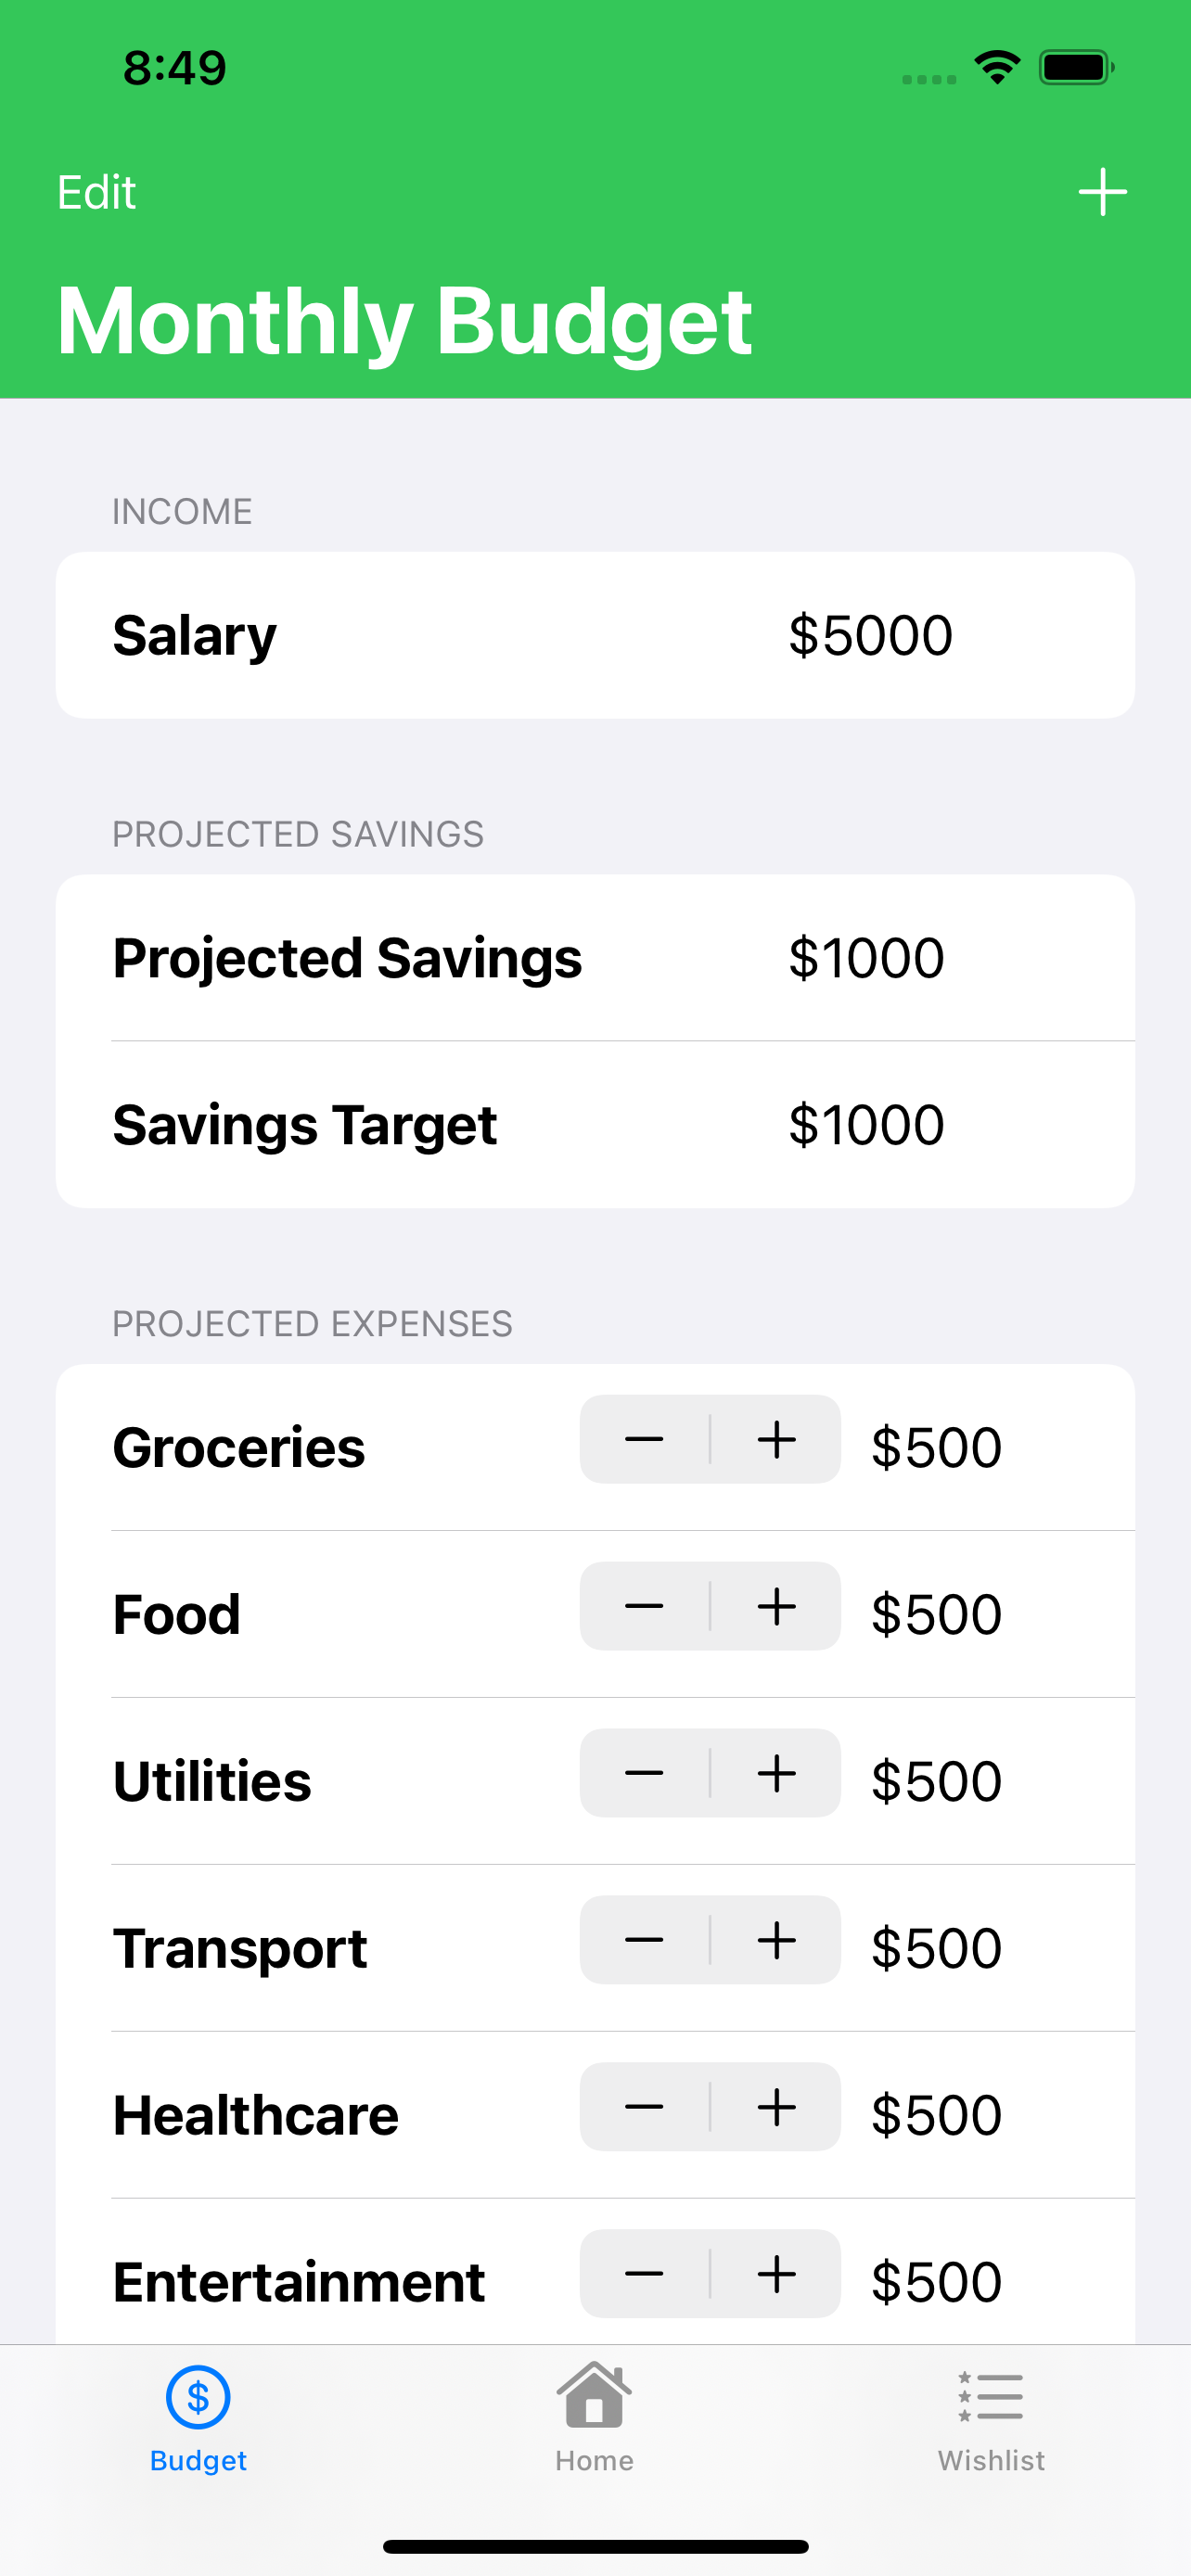 8:49
Edit
Monthly Budget
INCOME
Salary $5000
PROJECTED SAVINGS
Projected Savings $1000
Savings Target $1000
PROJECTED EXPENSES
Groceries − + $500
Food − + $500
Utilities − + $500
Transport − + $500
Healthcare − + $500
Entertainment − + $500
Budget Home Wishlist